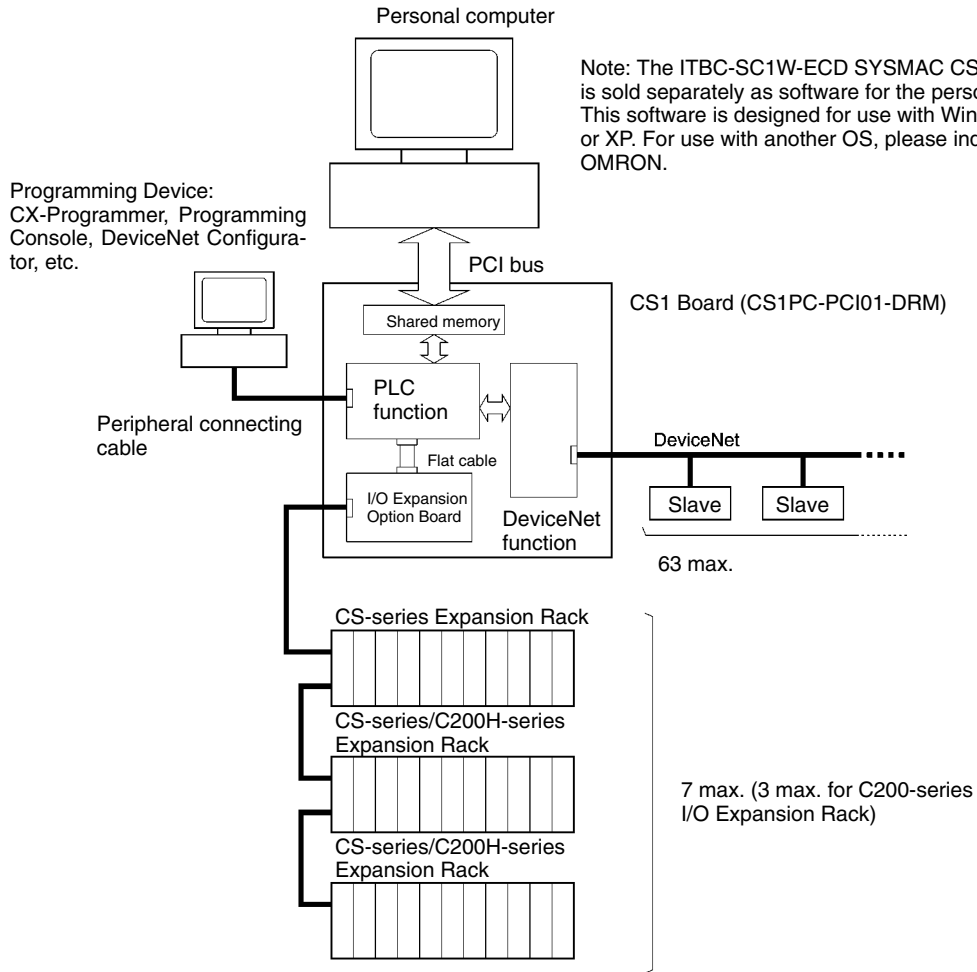 Personal computer
Note: The ITBC-SC1W-ECD SYSMAC CS
is sold separately as software for the perso
This software is designed for use with Win
or XP. For use with another OS, please inq
OMRON.
Programming Device:
CX-Programmer, Programming
Console, DeviceNet Configura-
tor, etc.
PCI bus
CS1 Board (CS1PC-PCI01-DRM)
Shared memory
PLC
function
Peripheral connecting
cable
Flat cable
I/O Expansion
Option Board
DeviceNet
function
DeviceNet
Slave
Slave
63 max.
CS-series Expansion Rack
CS-series/C200H-series
Expansion Rack
CS-series/C200H-series
Expansion Rack
7 max. (3 max. for C200-series
I/O Expansion Rack)